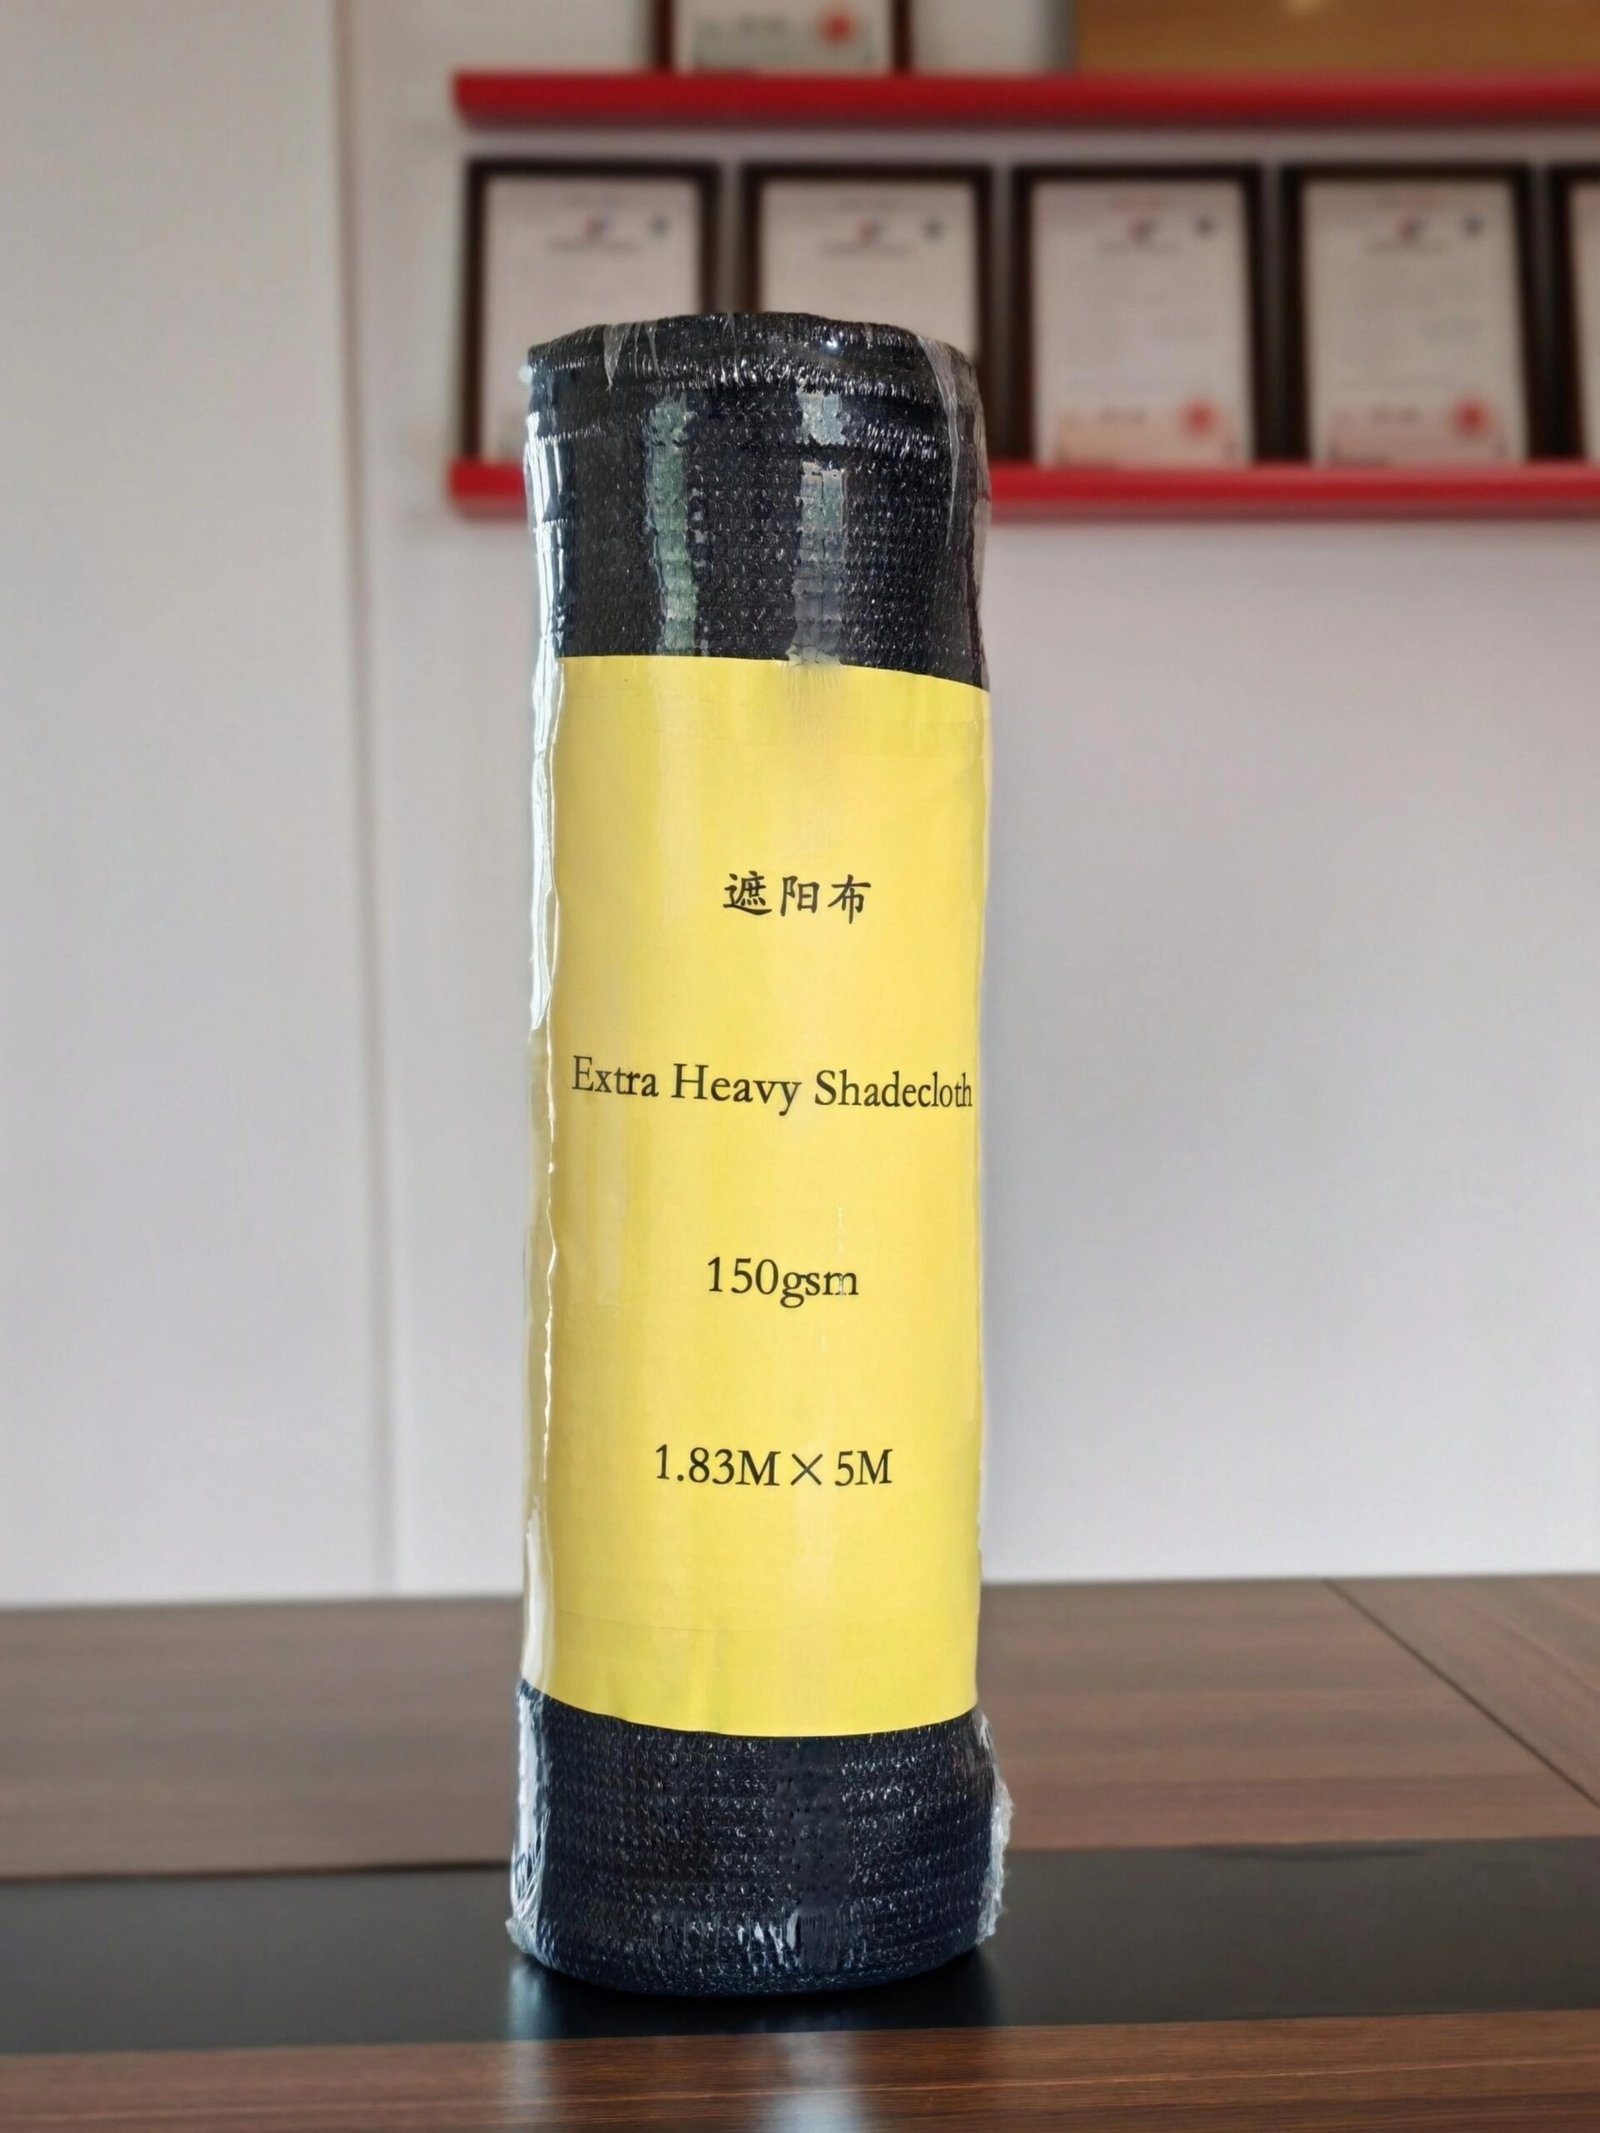 遮阳布
Extra Heavy Shadecloth
150gsm
1.83M×5M